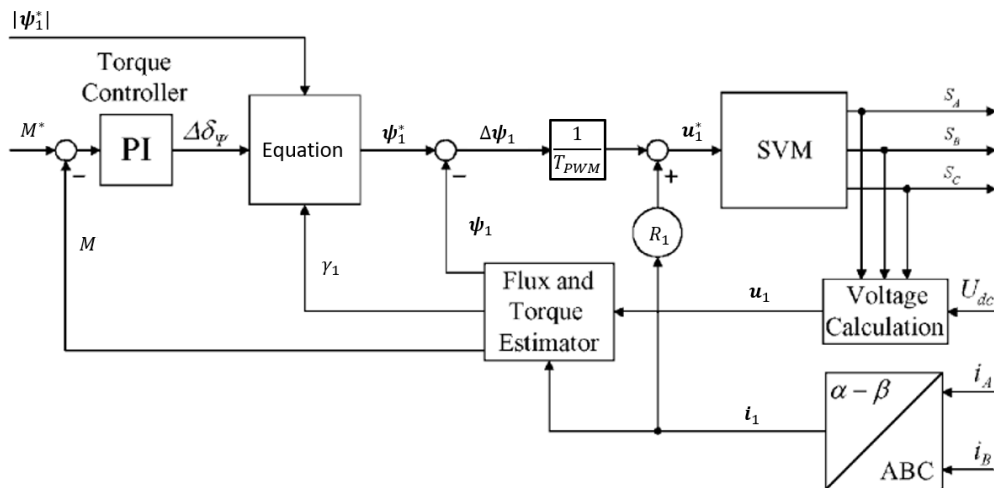 |ψ₁*|
Torque
Controller
M*
PI
Δδ_Ψ
Equation
ψ₁*
Δψ₁
1
T_PWM
u₁*
SVM
S_A
S_B
S_C
−
−
+
M
γ₁
ψ₁
R₁
Flux and
Torque
Estimator
u₁
Voltage
Calculation
U_dc
i₁
α − β
ABC
i_A
i_B